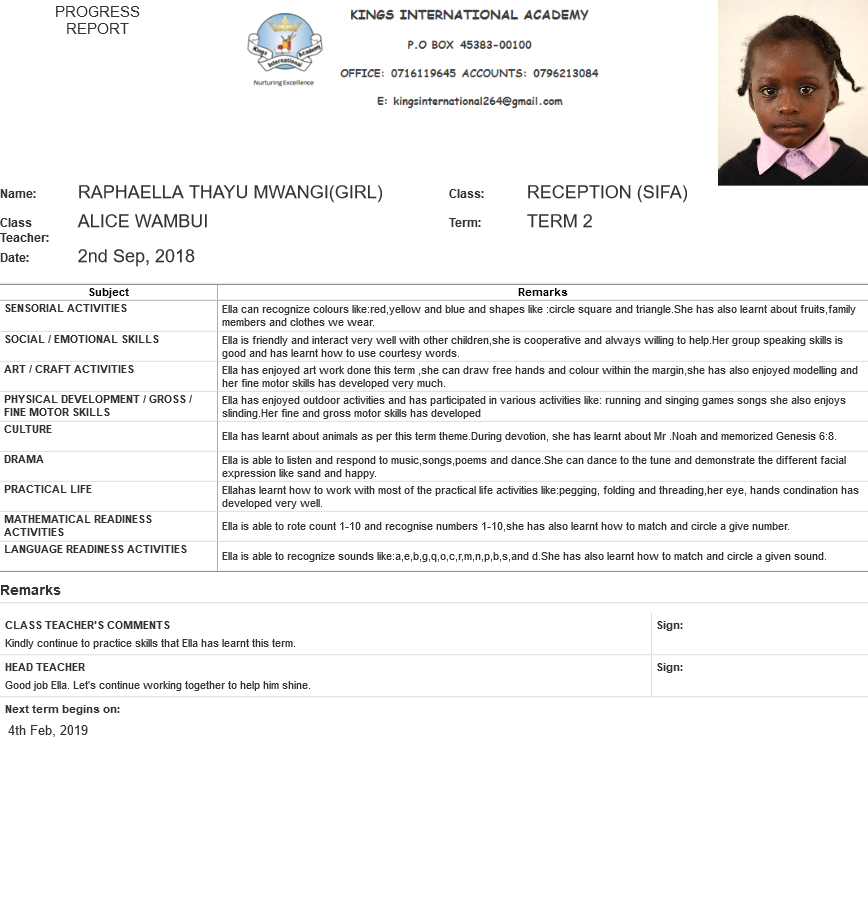 PROGRESS
REPORT
Kings International Academy
Nurturing Excellence
KINGS INTERNATIONAL ACADEMY
P.O BOX 45383-00100
OFFICE: 0716119645 ACCOUNTS: 0796213084
E: kingsinternational264@gmail.com
Name: RAPHAELLA THAYU MWANGI(GIRL) Class: RECEPTION (SIFA)
Class Teacher: ALICE WAMBUI Term: TERM 2
Date: 2nd Sep, 2018
Subject Remarks
SENSORIAL ACTIVITIES Ella can recognize colours like:red,yellow and blue and shapes like :circle square and triangle.She has also learnt about fruits,family
members and clothes we wear.
SOCIAL / EMOTIONAL SKILLS Ella is friendly and interact very well with other children,she is cooperative and always willing to help.Her group speaking skills is
good and has learnt how to use courtesy words.
ART / CRAFT ACTIVITIES Ella has enjoyed art work done this term ,she can draw free hands and colour within the margin,she has also enjoyed modelling and
her fine motor skills has developed very much.
PHYSICAL DEVELOPMENT / GROSS / Ella has enjoyed outdoor activities and has participated in various activities like: running and singing games songs she also enjoys
FINE MOTOR SKILLS slinding.Her fine and gross motor skills has developed
CULTURE Ella has learnt about animals as per this term theme.During devotion, she has learnt about Mr .Noah and memorized Genesis 6:8.
DRAMA Ella is able to listen and respond to music,songs,poems and dance.She can dance to the tune and demonstrate the different facial
expression like sand and happy.
PRACTICAL LIFE Ellahas learnt how to work with most of the practical life activities like:pegging, folding and threading,her eye, hands condination has
developed very well.
MATHEMATICAL READINESS
ACTIVITIES Ella is able to rote count 1-10 and recognise numbers 1-10,she has also learnt how to match and circle a give number.
LANGUAGE READINESS ACTIVITIES Ella is able to recognize sounds like:a,e,b,g,q,o,c,r,m,n,p,b,s,and d.She has also learnt how to match and circle a given sound.
Remarks
CLASS TEACHER'S COMMENTS Sign:
Kindly continue to practice skills that Ella has learnt this term.
HEAD TEACHER Sign:
Good job Ella. Let's continue working together to help him shine.
Next term begins on:
4th Feb, 2019